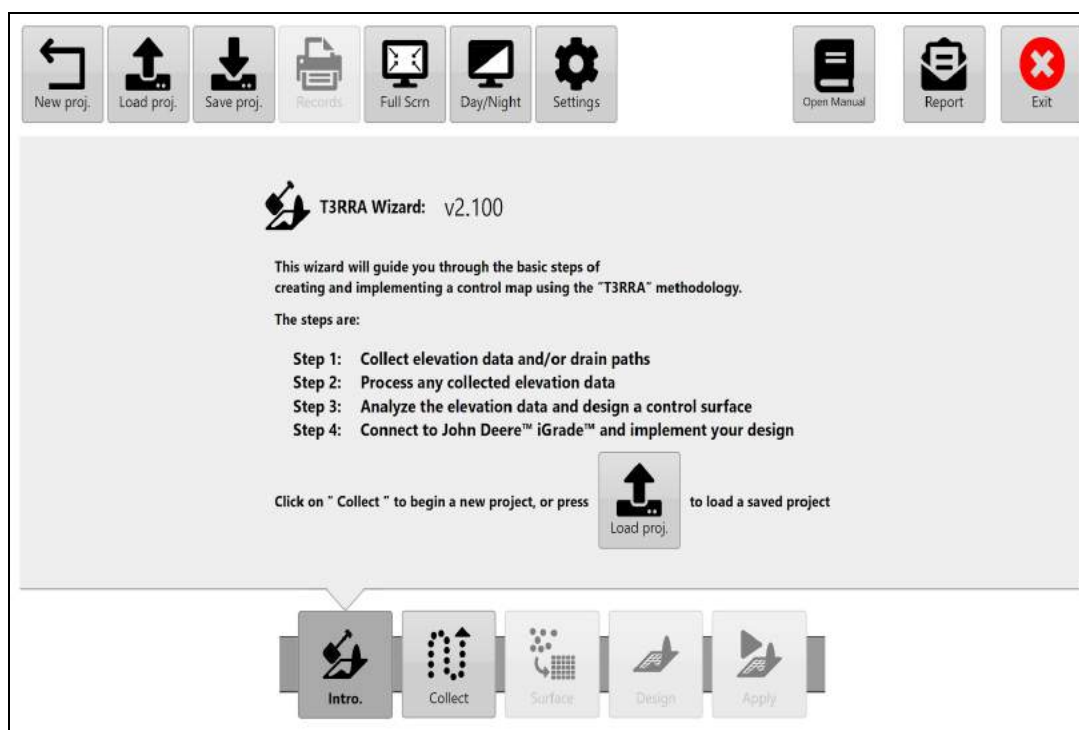 New proj.
Load proj.
Save proj.
Records
Full Scrn
Day/Night
Settings
Open Manual
Report
Exit
T3RRA Wizard: v2.100
This wizard will guide you through the basic steps of
creating and implementing a control map using the "T3RRA" methodology.
The steps are:
Step 1: Collect elevation data and/or drain paths
Step 2: Process any collected elevation data
Step 3: Analyze the elevation data and design a control surface
Step 4: Connect to John Deere™ iGrade™ and implement your design
Click on " Collect " to begin a new project, or press
Load proj.
to load a saved project
Intro.
Collect
Surface
Design
Apply